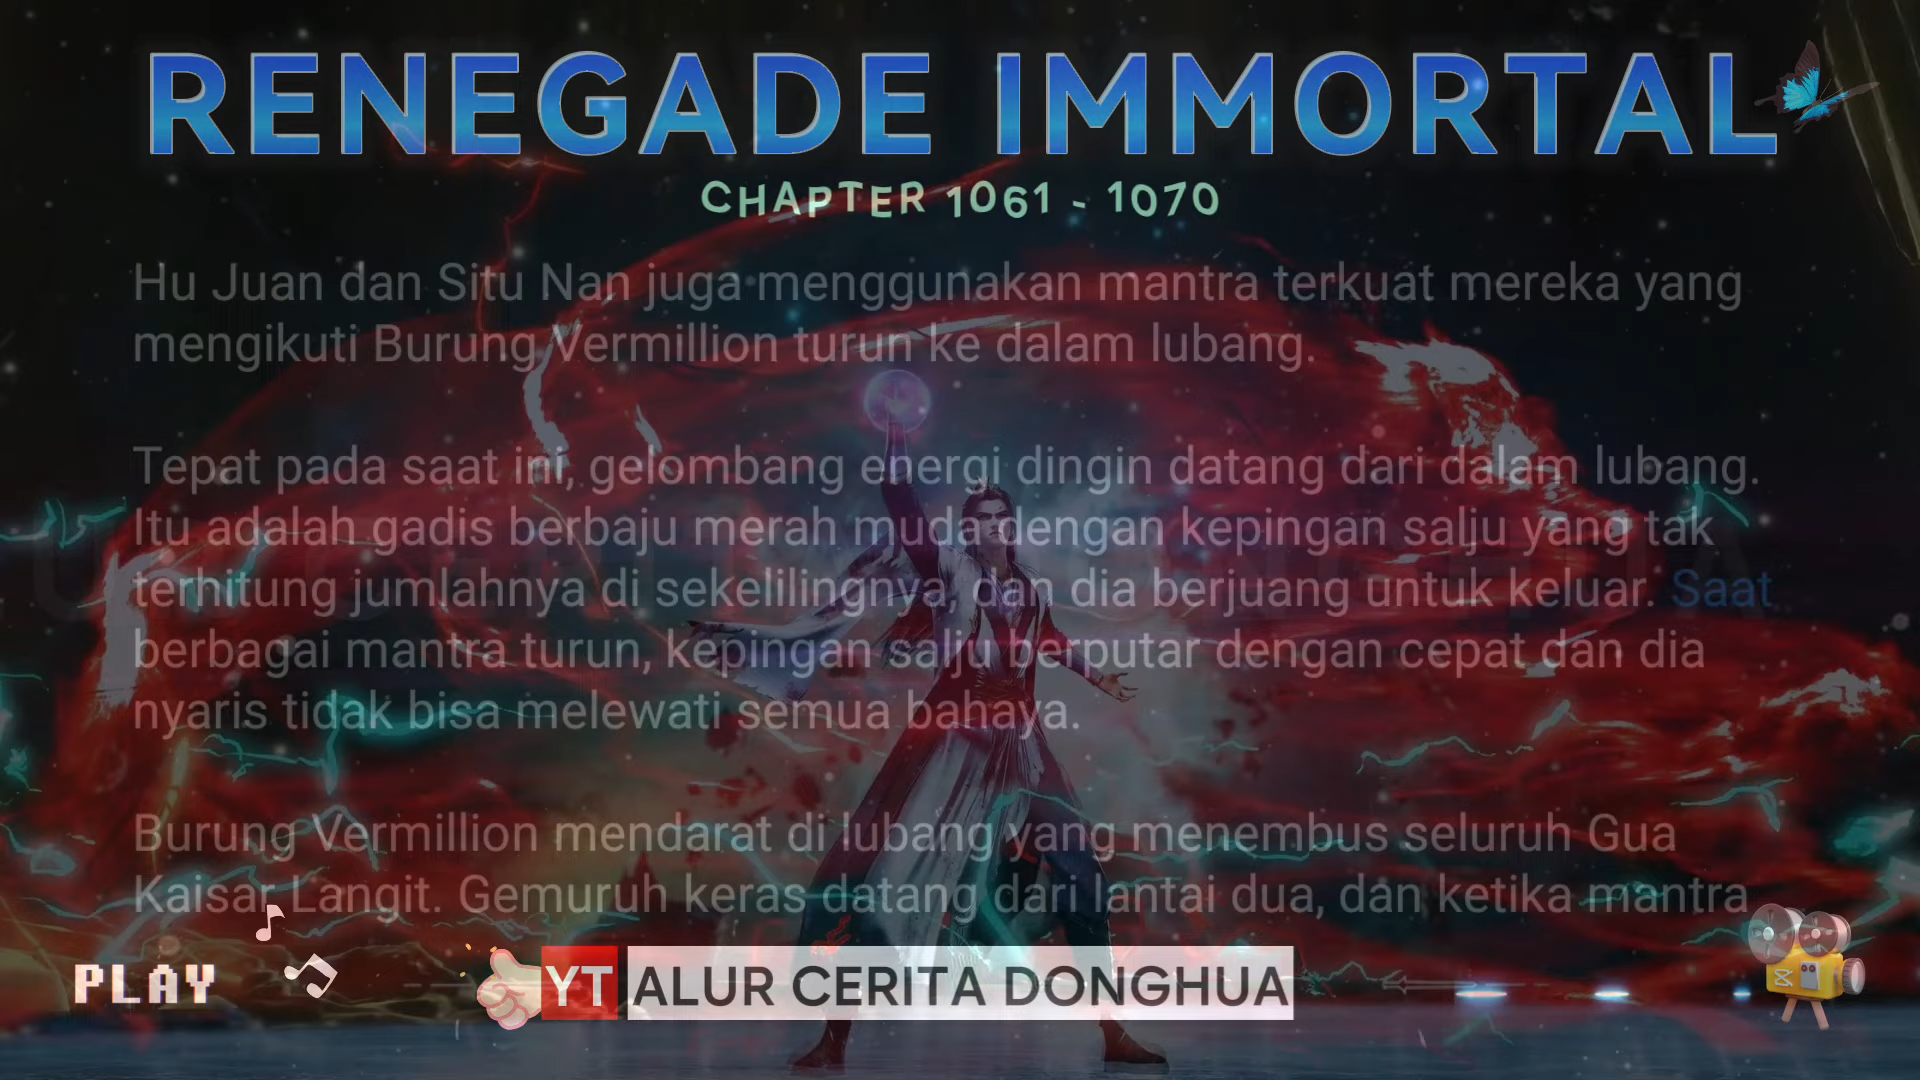 RENEGADE IMMORTAL
CHAPTER 1061 - 1070
Hu Juan dan Situ Nan juga menggunakan mantra terkuat mereka yang
mengikuti Burung Vermillion turun ke dalam lubang.
Tepat pada saat ini, gelombang energi dingin datang dari dalam lubang.
Itu adalah gadis berbaju merah muda dengan kepingan salju yang tak
terhitung jumlahnya di sekelilingnya, dan dia berjuang untuk keluar. Saat
berbagai mantra turun, kepingan salju berputar dengan cepat dan dia
nyaris tidak bisa melewati semua bahaya.
Burung Vermillion mendarat di lubang yang menembus seluruh Gua
Kaisar Langit. Gemuruh keras datang dari lantai dua, dan ketika mantra
PLAY
YT ALUR CERITA DONGHUA